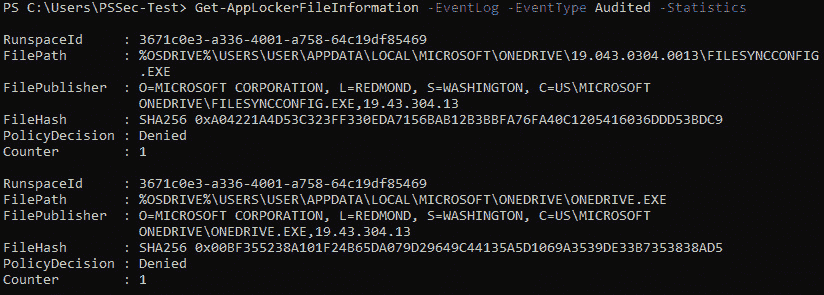 PS C:\Users\PSSec-Test> Get-AppLockerFileInformation -EventLog -EventType Audited -Statistics
RunspaceId     : 3671c0e3-a336-4001-a758-64c19df85469
FilePath       : %OSDRIVE%\USERS\USER\APPDATA\LOCAL\MICROSOFT\ONEDRIVE\19.043.0304.0013\FILESYNCCONFIG
                 .EXE
FilePublisher  : O=MICROSOFT CORPORATION, L=REDMOND, S=WASHINGTON, C=US\MICROSOFT
                 ONEDRIVE\FILESYNCCONFIG.EXE,19.43.304.13
FileHash       : SHA256 0xA04221A4D53C323FF330EDA7156BAB12B3BBFA76FA40C1205416036DDD53BDC9
PolicyDecision : Denied
Counter        : 1
RunspaceId     : 3671c0e3-a336-4001-a758-64c19df85469
FilePath       : %OSDRIVE%\USERS\USER\APPDATA\LOCAL\MICROSOFT\ONEDRIVE\ONEDRIVE.EXE
FilePublisher  : O=MICROSOFT CORPORATION, L=REDMOND, S=WASHINGTON, C=US\MICROSOFT
                 ONEDRIVE\ONEDRIVE.EXE,19.43.304.13
FileHash       : SHA256 0x00BF355238A101F24B65DA079D29649C44135A5D1069A3539DE33B7353838AD5
PolicyDecision : Denied
Counter        : 1